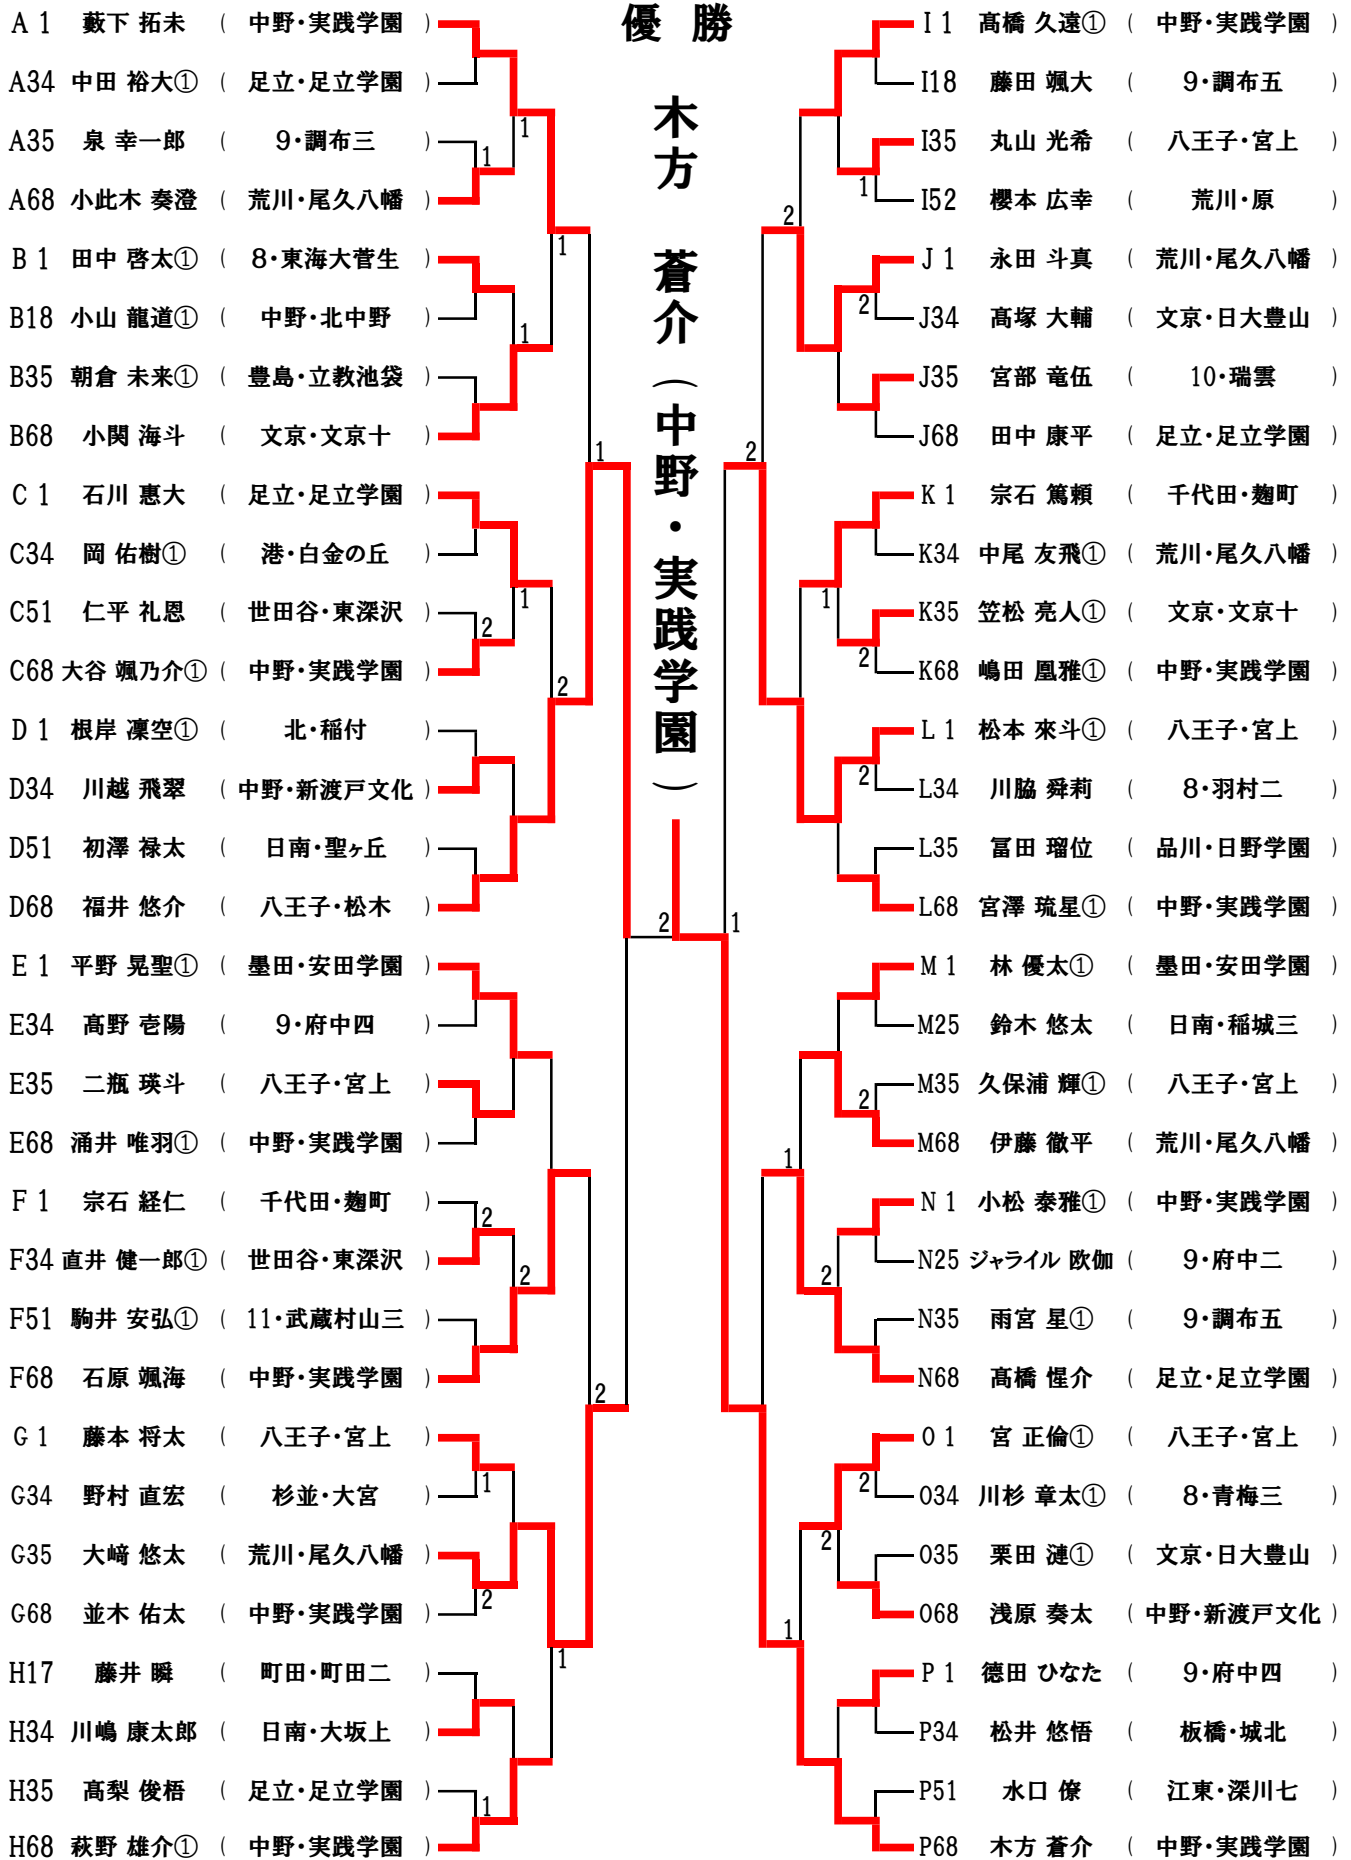 優 勝
木方 蒼介（中野・実践学園）
A 1 藪下 拓未 （ 中野・実践学園 ）
A34 中田 裕大① （ 足立・足立学園 ）
A35 泉 幸一郎 （ 9・調布三 ）
A68 小此木 奏澄 （ 荒川・尾久八幡 ）
B 1 田中 啓太① （ 8・東海大菅生 ）
B18 小山 龍道① （ 中野・北中野 ）
B35 朝倉 未来① （ 豊島・立教池袋 ）
B68 小関 海斗 （ 文京・文京十 ）
C 1 石川 惠大 （ 足立・足立学園 ）
C34 岡 佑樹① （ 港・白金の丘 ）
C51 仁平 礼恩 （ 世田谷・東深沢 ）
C68 大谷 颯乃介① （ 中野・実践学園 ）
D 1 根岸 凜空① （ 北・稲付 ）
D34 川越 飛翠 （ 中野・新渡戸文化 ）
D51 初澤 禄太 （ 日南・聖ヶ丘 ）
D68 福井 悠介 （ 八王子・松木 ）
E 1 平野 晃聖① （ 墨田・安田学園 ）
E34 髙野 壱陽 （ 9・府中四 ）
E35 二瓶 瑛斗 （ 八王子・宮上 ）
E68 涌井 唯羽① （ 中野・実践学園 ）
F 1 宗石 経仁 （ 千代田・麹町 ）
F34 直井 健一郎① （ 世田谷・東深沢 ）
F51 駒井 安弘① （ 11・武蔵村山三 ）
F68 石原 颯海 （ 中野・実践学園 ）
G 1 藤本 将太 （ 八王子・宮上 ）
G34 野村 直宏 （ 杉並・大宮 ）
G35 大﨑 悠太 （ 荒川・尾久八幡 ）
G68 並木 佑太 （ 中野・実践学園 ）
H17 藤井 瞬 （ 町田・町田二 ）
H34 川嶋 康太郎 （ 日南・大坂上 ）
H35 髙梨 俊梧 （ 足立・足立学園 ）
H68 萩野 雄介① （ 中野・実践学園 ）
I 1 髙橋 久遠① （ 中野・実践学園 ）
I18 藤田 颯大 （ 9・調布五 ）
I35 丸山 光希 （ 八王子・宮上 ）
I52 櫻本 広幸 （ 荒川・原 ）
J 1 永田 斗真 （ 荒川・尾久八幡 ）
J34 髙塚 大輔 （ 文京・日大豊山 ）
J35 宮部 竜伍 （ 10・瑞雲 ）
J68 田中 康平 （ 足立・足立学園 ）
K 1 宗石 篤頼 （ 千代田・麹町 ）
K34 中尾 友飛① （ 荒川・尾久八幡 ）
K35 笠松 亮人① （ 文京・文京十 ）
K68 嶋田 凰雅① （ 中野・実践学園 ）
L 1 松本 來斗① （ 八王子・宮上 ）
L34 川脇 舜莉 （ 8・羽村二 ）
L35 冨田 瑠位 （ 品川・日野学園 ）
L68 宮澤 琉星① （ 中野・実践学園 ）
M 1 林 優太① （ 墨田・安田学園 ）
M25 鈴木 悠太 （ 日南・稲城三 ）
M35 久保浦 輝① （ 八王子・宮上 ）
M68 伊藤 徹平 （ 荒川・尾久八幡 ）
N 1 小松 泰雅① （ 中野・実践学園 ）
N25 ジャライル 欧伽 （ 9・府中二 ）
N35 雨宮 星① （ 9・調布五 ）
N68 髙橋 惺介 （ 足立・足立学園 ）
O 1 宮 正倫① （ 八王子・宮上 ）
O34 川杉 章太① （ 8・青梅三 ）
O35 栗田 漣① （ 文京・日大豊山 ）
O68 浅原 奏太 （ 中野・新渡戸文化 ）
P 1 德田 ひなた （ 9・府中四 ）
P34 松井 悠悟 （ 板橋・城北 ）
P51 水口 僚 （ 江東・深川七 ）
P68 木方 蒼介 （ 中野・実践学園 ）
1
1
1
1
2
1
2
2
1
2
1
1
2
1
2
1
2
2
1
2
2
1
2
2
2
2
1
2
1
2
2
1
1